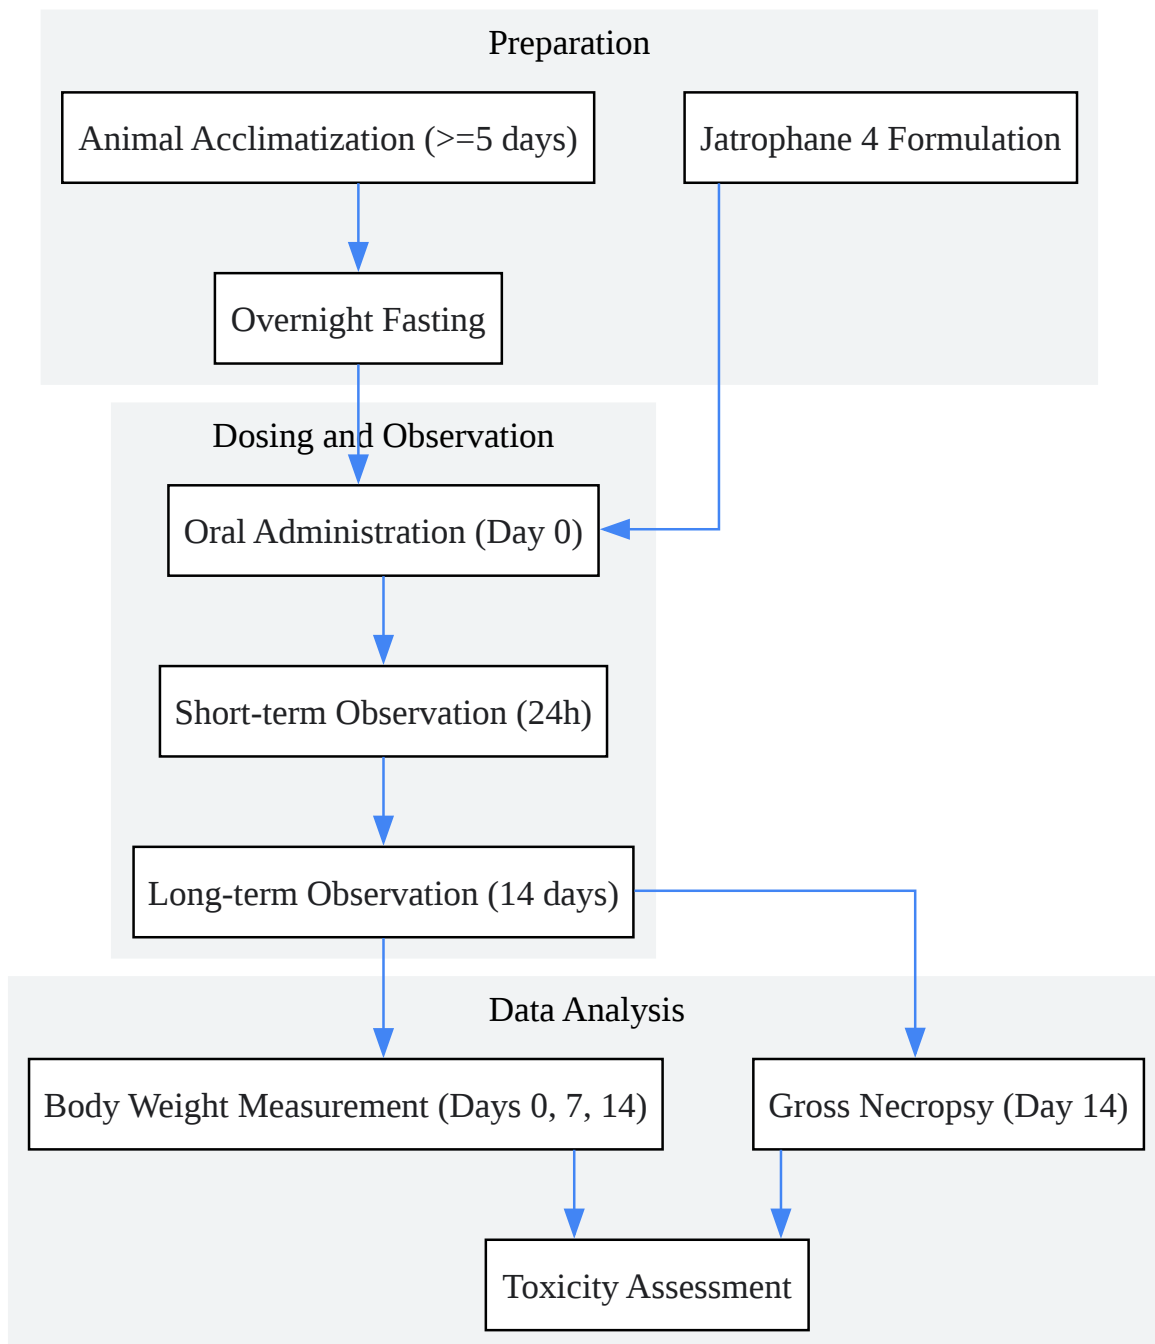 Preparation
Animal Acclimatization (>=5 days)
Jatrophane 4 Formulation
Overnight Fasting
Dosing and Observation
Oral Administration (Day 0)
Short-term Observation (24h)
Long-term Observation (14 days)
Data Analysis
Body Weight Measurement (Days 0, 7, 14)
Gross Necropsy (Day 14)
Toxicity Assessment